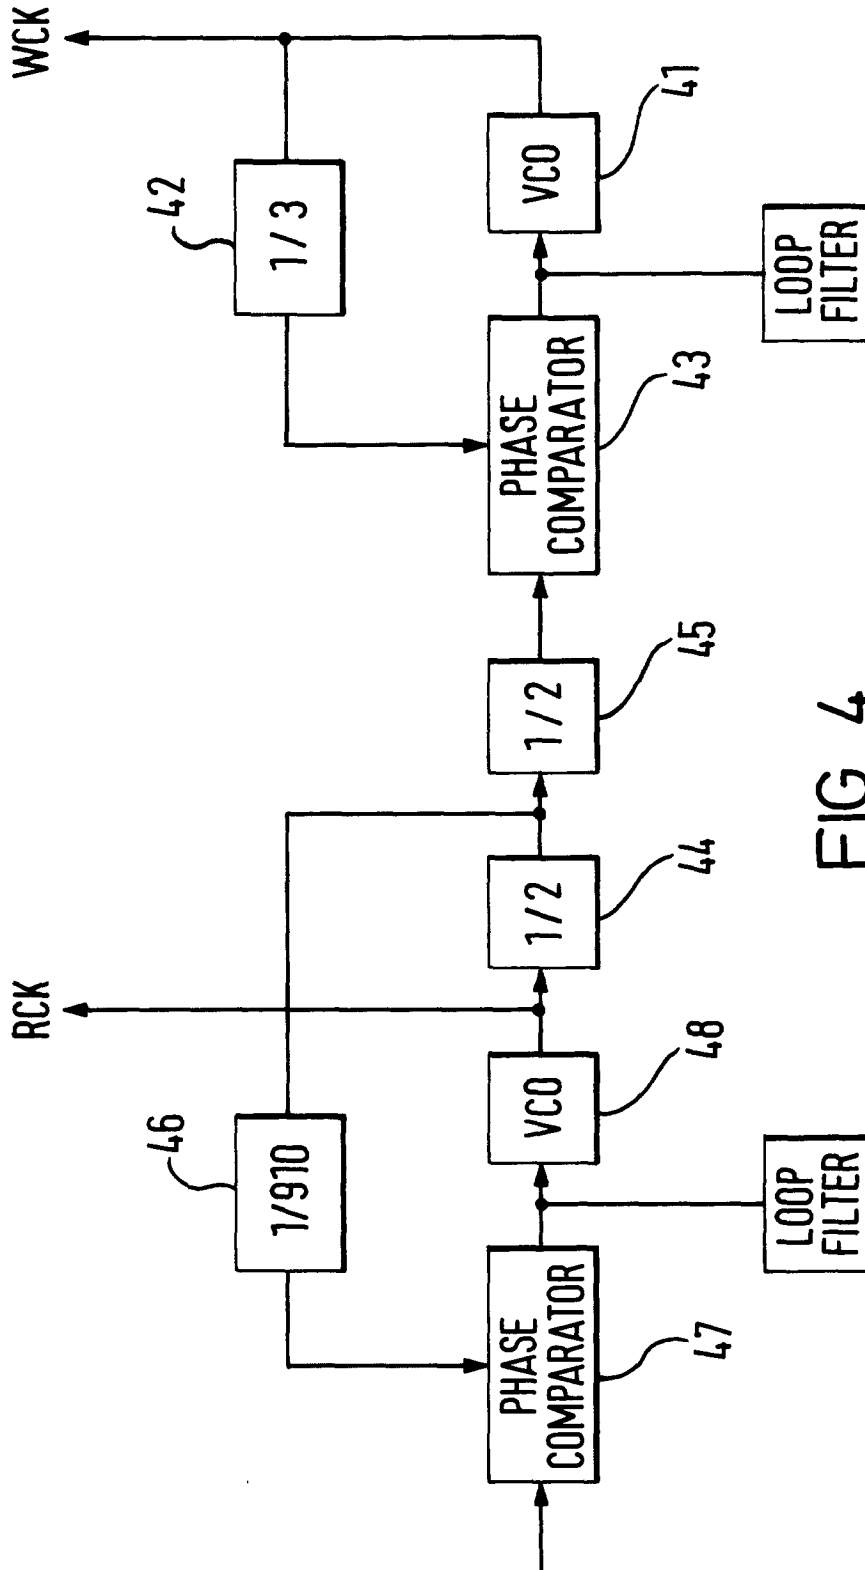 RCK
WCK
46
1/910
42
1/3
PHASE
COMPARATOR
47
VCO
48
1/2
44
1/2
45
PHASE
COMPARATOR
43
VCO
41
LOOP
FILTER
LOOP
FILTER
FIG 4